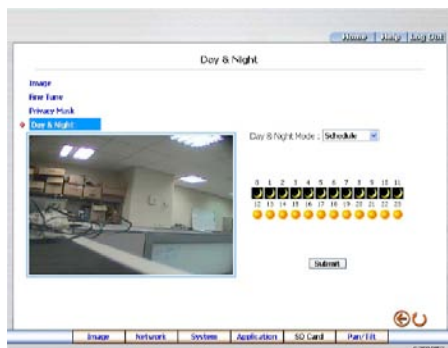 Home | Help | Log Out
Day & Night
Image
Fine Tune
Privacy Mask
Day & Night
Day & Night Mode : Schedule
0 1 2 3 4 5 6 7 8 9 10 11
12 13 14 15 16 17 18 19 20 21 22 23
Submit
Image Network System Application SD Card Pan/Tilt